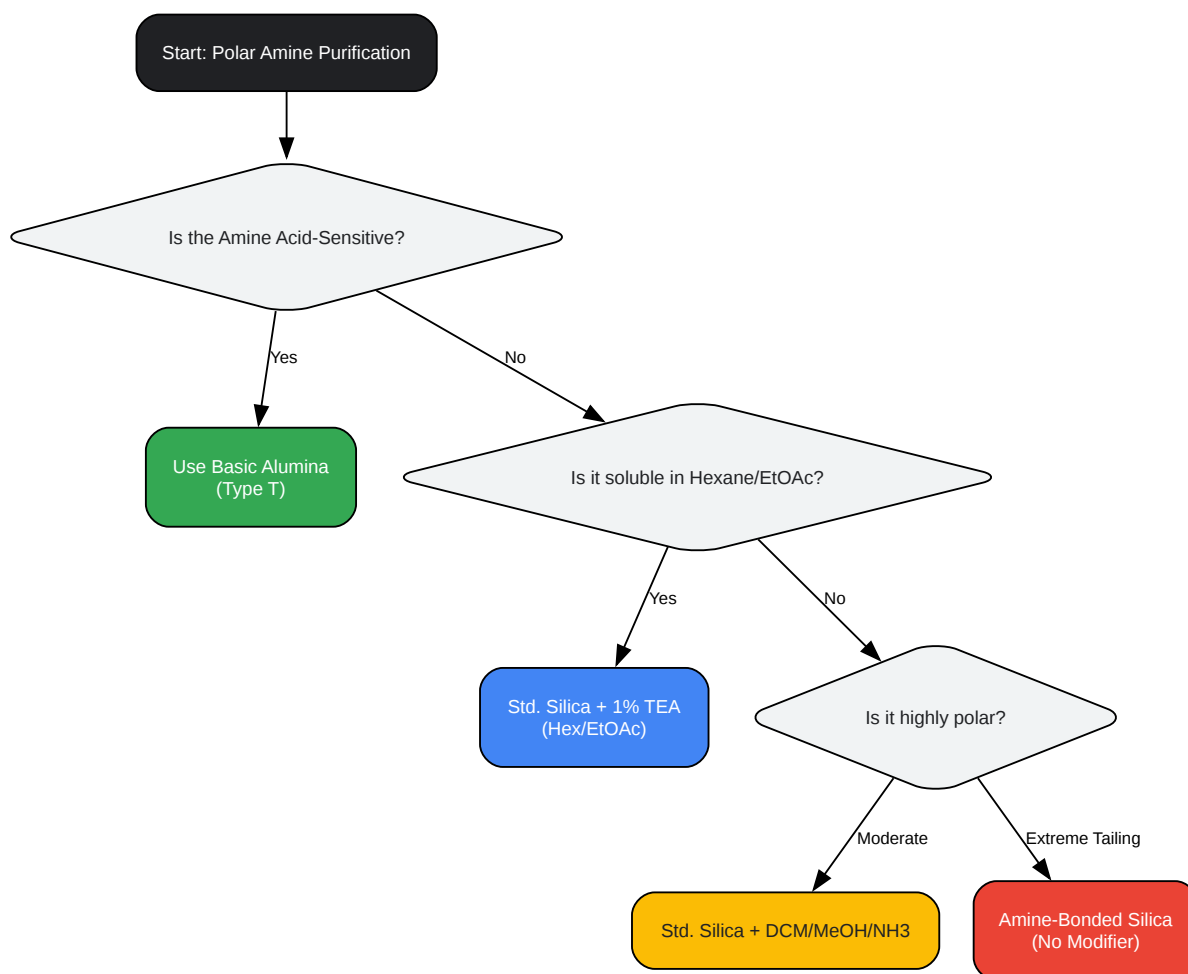 Start: Polar Amine Purification
Is the Amine Acid-Sensitive?
Yes
No
Use Basic Alumina
(Type T)
Is it soluble in Hexane/EtOAc?
Yes
No
Std. Silica + 1% TEA
(Hex/EtOAc)
Is it highly polar?
Moderate
Extreme Tailing
Std. Silica + DCM/MeOH/NH3
Amine-Bonded Silica
(No Modifier)